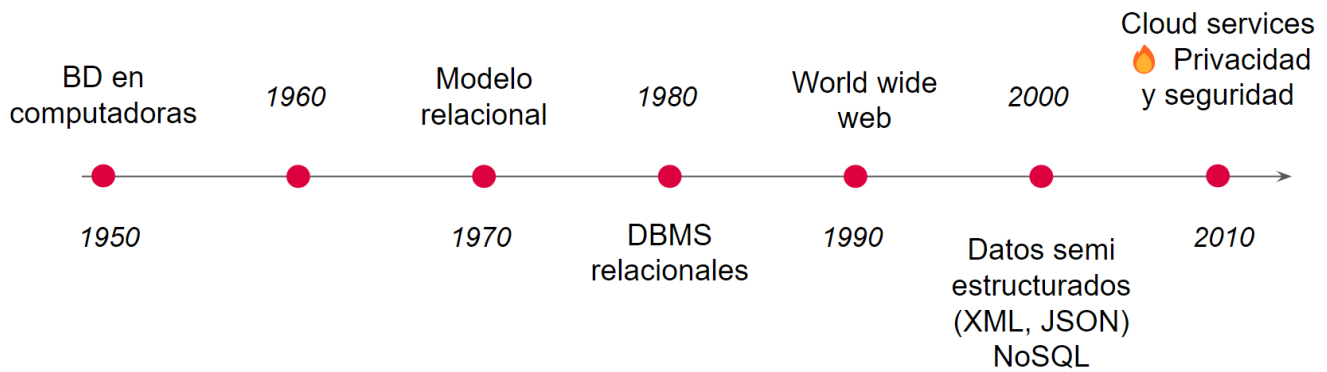 BD en
computadoras
1950
1960
Modelo
relacional
1970
1980
DBMS
relacionales
World wide
web
1990
2000
Datos semi
estructurados
(XML, JSON)
NoSQL
Cloud services
🔥 Privacidad
y seguridad
2010